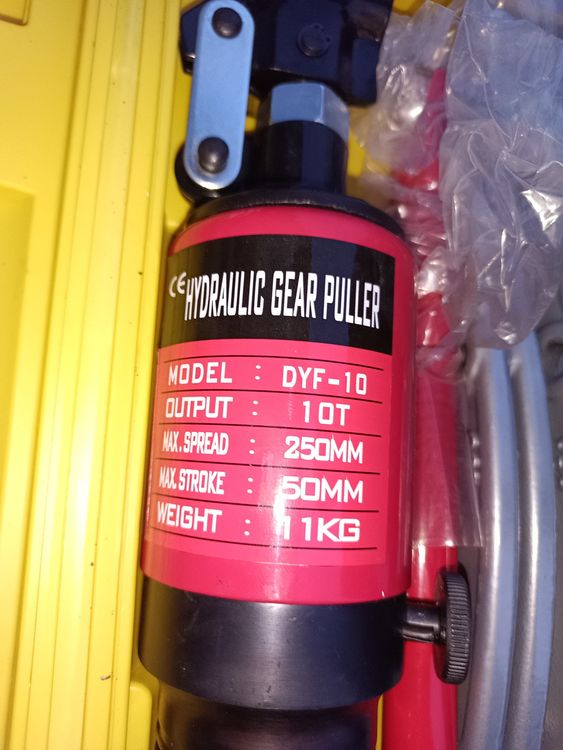 CE HYDRAULIC GEAR PULLER
MODEL : DYF-10
OUTPUT : 10T
MAX. SPREAD : 250MM
MAX. STROKE : 50MM
WEIGHT : 11KG